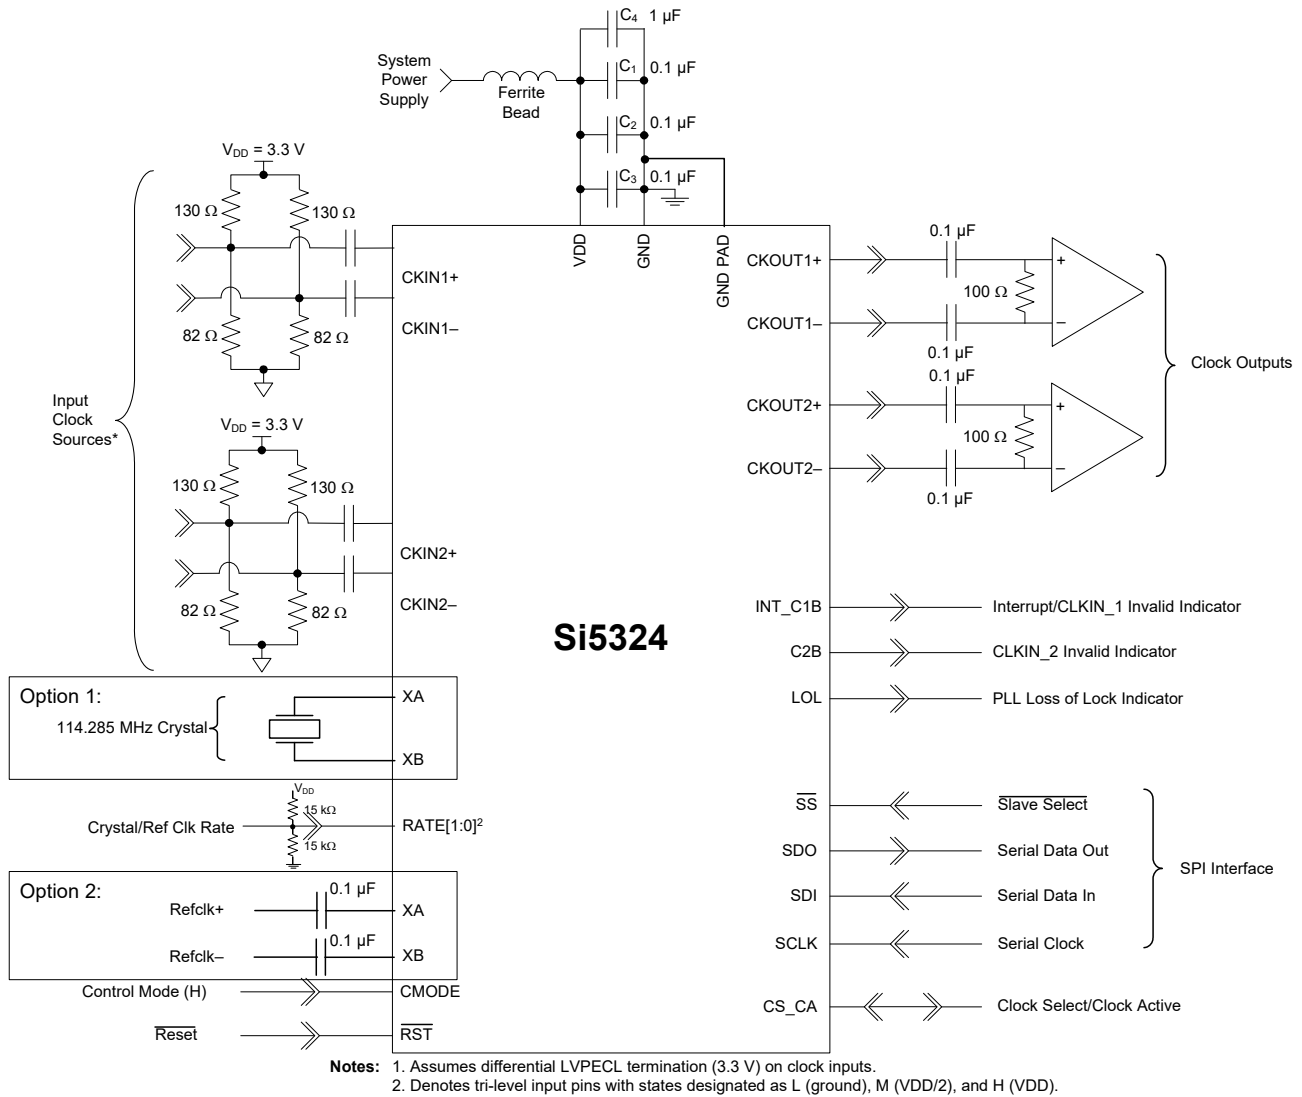 C4 1 µF
System
Power
Supply
Ferrite
Bead
C1 0.1 µF
C2 0.1 µF
C3 0.1 µF
VDD = 3.3 V
130 Ω
130 Ω
82 Ω
82 Ω
CKIN1+
CKIN1–
Input
Clock
Sources*
VDD = 3.3 V
130 Ω
130 Ω
82 Ω
82 Ω
CKIN2+
CKIN2–
VDD
GND
GND PAD
Si5324
CKOUT1+
0.1 µF
100 Ω
+
–
CKOUT1–
0.1 µF
CKOUT2+
0.1 µF
100 Ω
+
–
CKOUT2–
0.1 µF
Clock Outputs
INT_C1B
Interrupt/CLKIN_1 Invalid Indicator
C2B
CLKIN_2 Invalid Indicator
LOL
PLL Loss of Lock Indicator
Option 1:
114.285 MHz Crystal
XA
XB
VDD
15 kΩ
Crystal/Ref Clk Rate
RATE[1:0]2
15 kΩ
Option 2:
Refclk+
0.1 µF
XA
Refclk–
0.1 µF
XB
Control Mode (H)
CMODE
Reset
RST
SS
Slave Select
SDO
Serial Data Out
SDI
Serial Data In
SCLK
Serial Clock
SPI Interface
CS_CA
Clock Select/Clock Active
Notes: 1. Assumes differential LVPECL termination (3.3 V) on clock inputs.
2. Denotes tri-level input pins with states designated as L (ground), M (VDD/2), and H (VDD).